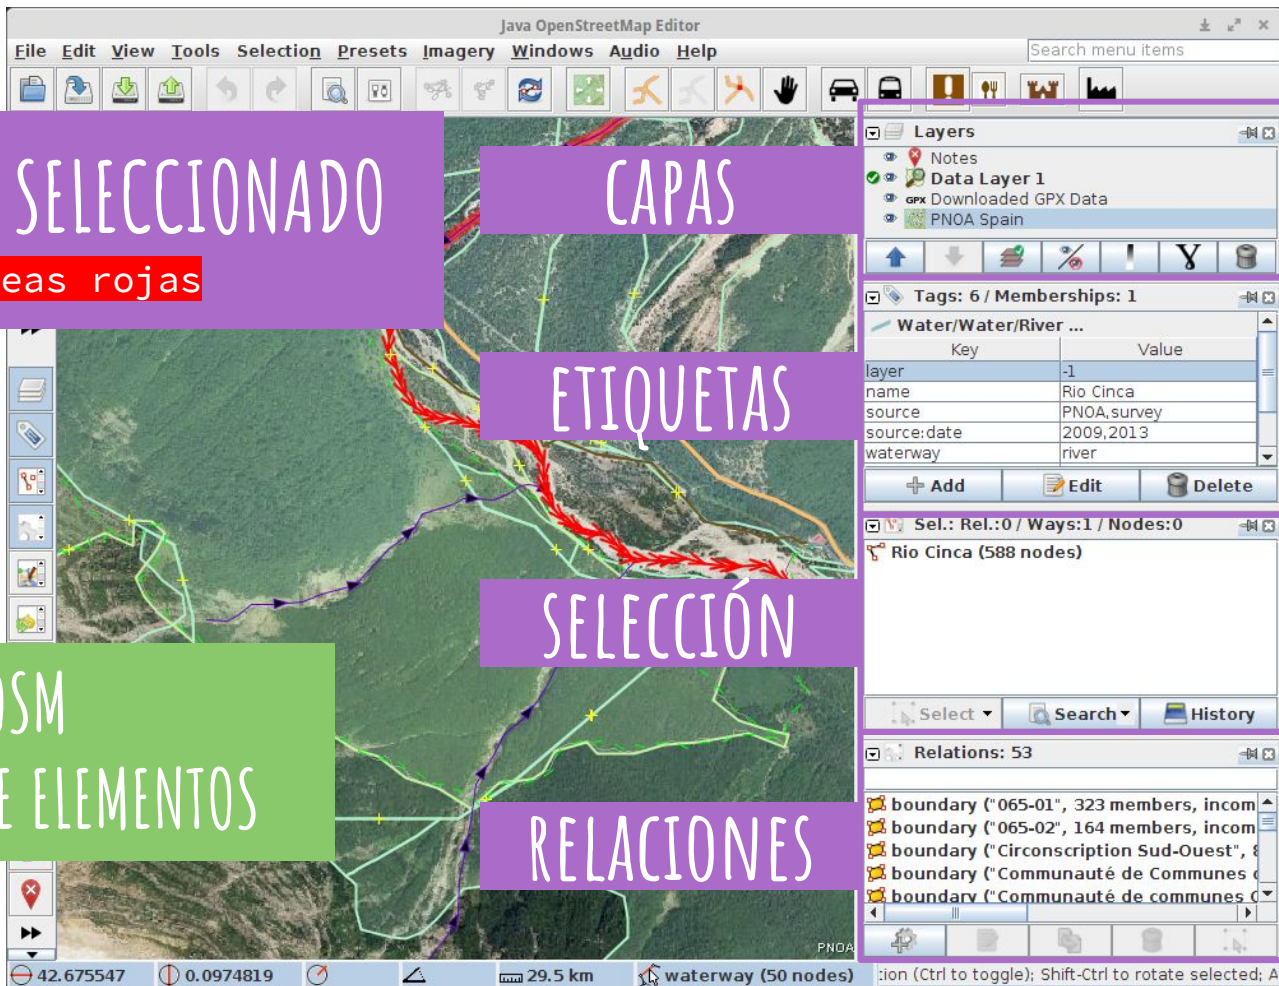 Java OpenStreetMap Editor
File Edit View Tools Selection Presets Imagery Windows Audio Help
Search menu items
SELECCIONADO
eas rojas
CAPAS
ETIQUETAS
SELECCIÓN
RELACIONES
OSM
E ELEMENTOS
Layers
Notes
Data Layer 1
GPX Downloaded GPX Data
PNOA Spain
Tags: 6 / Memberships: 1
Water/Water/River ...
Key Value
layer -1
name Rio Cinca
source PNOA,survey
source:date 2009,2013
waterway river
Add Edit Delete
Sel.: Rel.:0 / Ways:1 / Nodes:0
Rio Cinca (588 nodes)
Select Search History
Relations: 53
boundary ("065-01", 323 members, incom
boundary ("065-02", 164 members, incom
boundary ("Circonscription Sud-Ouest", 8
boundary ("Communauté de Communes
boundary ("Communauté de communes
PNOA
42.675547 0.0974819 29.5 km waterway (50 nodes) tion (Ctrl to toggle); Shift-Ctrl to rotate selected; A